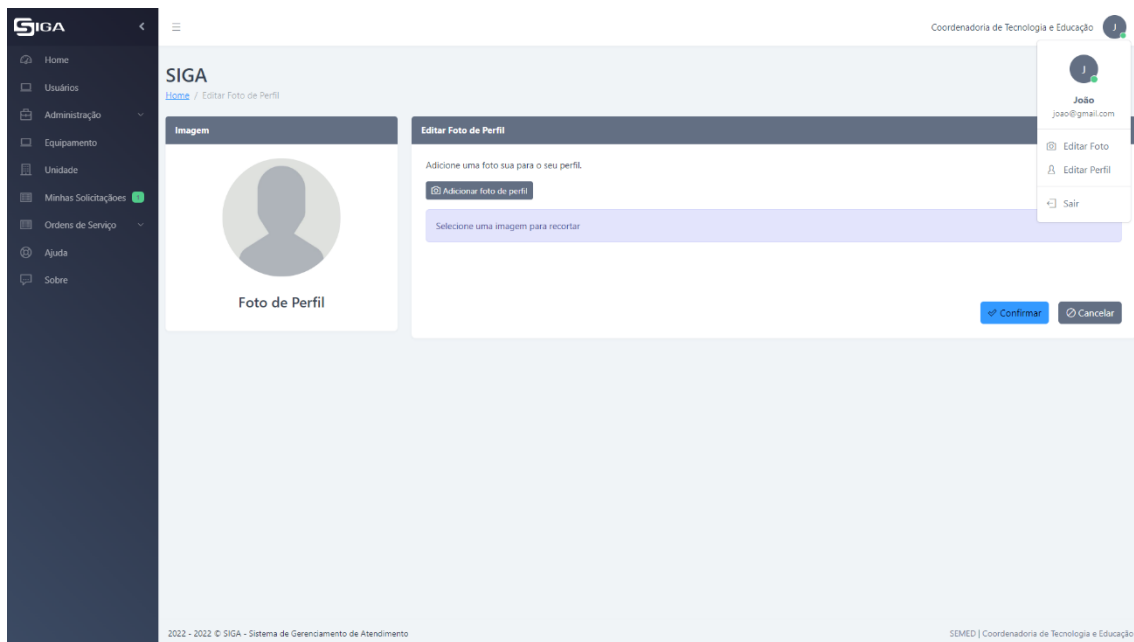 SIGA
Coordenadoria de Tecnologia e Educação
J
Home
Usuários
Administração
Equipamento
Unidade
Minhas Solicitações 1
Ordens de Serviço
Ajuda
Sobre
SIGA
Home / Editar Foto de Perfil
Imagem
Foto de Perfil
Editar Foto de Perfil
Adicione uma foto sua para o seu perfil.
Adicionar foto de perfil
Selecione uma imagem para recortar
Confirmar
Cancelar
J
João
joao@gmail.com
Editar Foto
Editar Perfil
Sair
2022 - 2022 © SIGA - Sistema de Gerenciamento de Atendimento
SEMED | Coordenadoria de Tecnologia e Educação